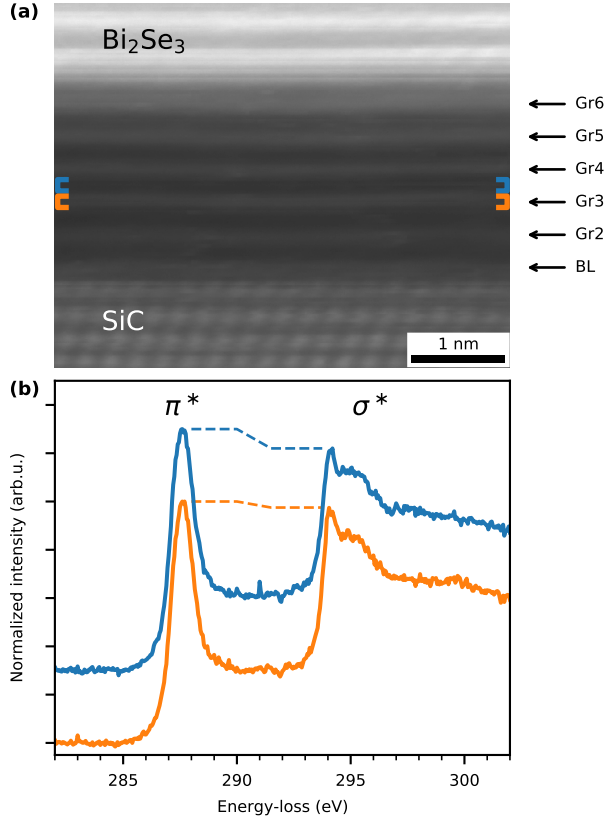 (a)
Bi₂Se₃
Gr6
Gr5
Gr4
Gr3
Gr2
BL
SiC
1 nm
(b)
π*
σ*
Normalized intensity (arb.u.)
285
290
295
300
Energy-loss (eV)